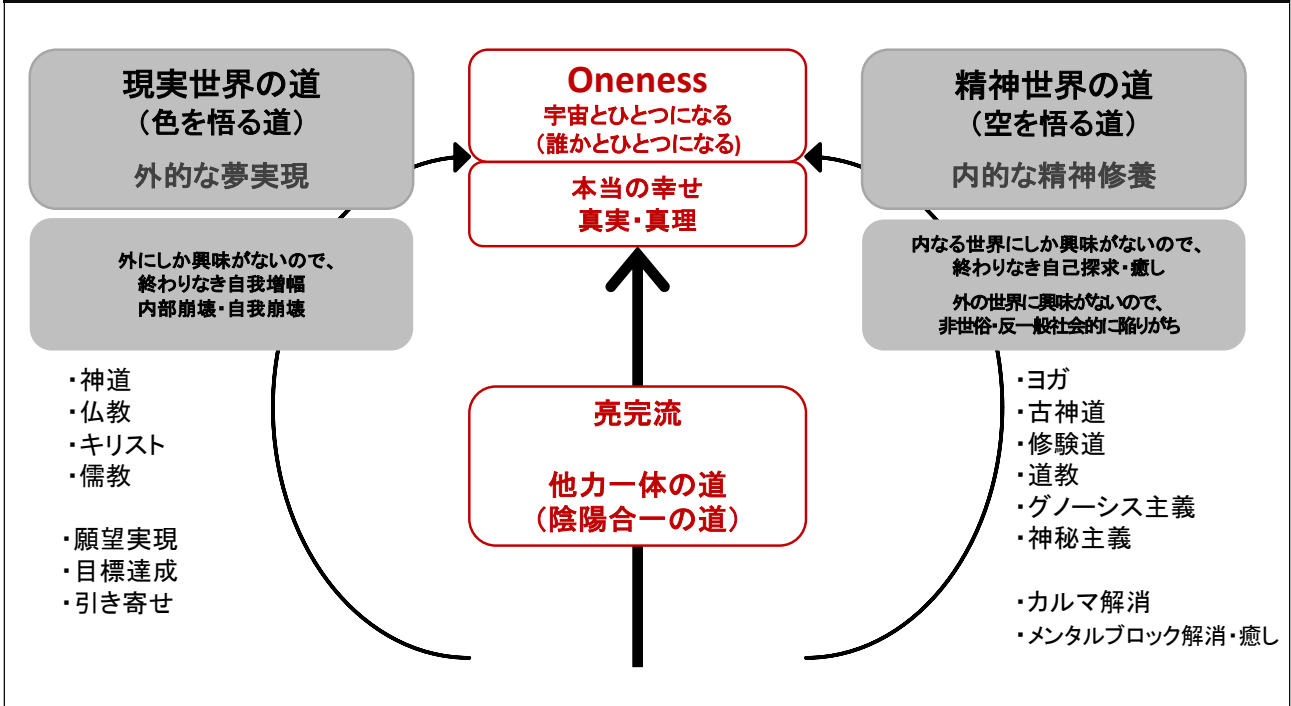 現実世界の道
（色を悟る道）
外的な夢実現
外にしか興味がないので、
終わりなき自我増幅
内部崩壊・自我崩壊
・神道
・仏教
・キリスト
・儒教
・願望実現
・目標達成
・引き寄せ
Oneness
宇宙とひとつになる
（誰かとひとつになる)
本当の幸せ
真実・真理
亮完流
他力一体の道
（陰陽合一の道）
精神世界の道
（空を悟る道）
内的な精神修養
内なる世界にしか興味がないので、
終わりなき自己探求・癒し
外の世界に興味がないので、
非世俗・反一般社会的に陥りがち
・ヨガ
・古神道
・修験道
・道教
・グノーシス主義
・神秘主義
・カルマ解消
・メンタルブロック解消・癒し